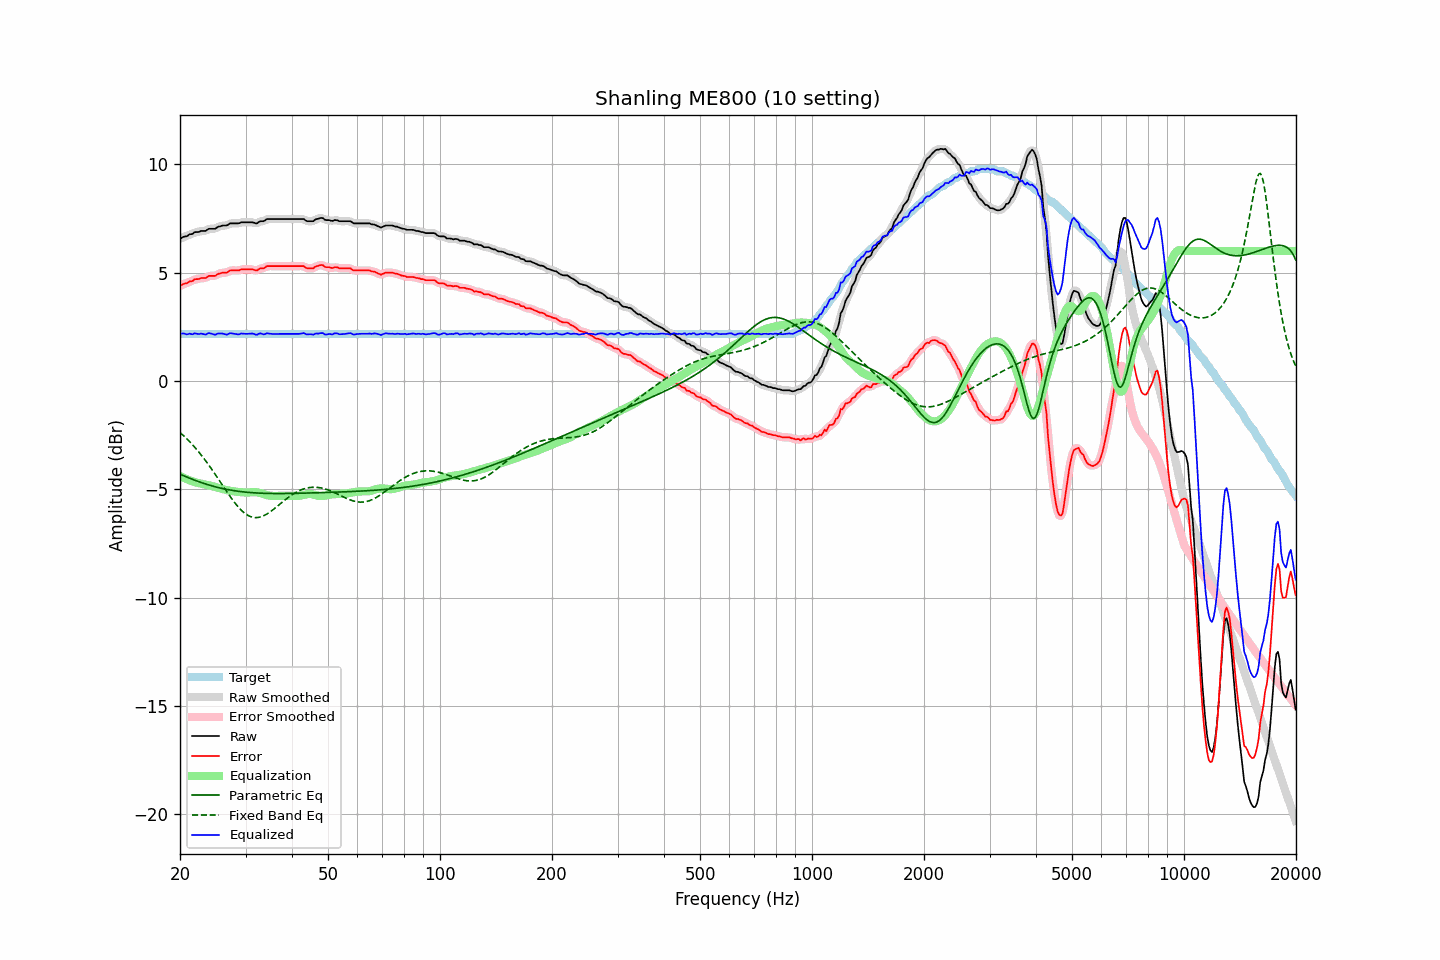 Shanling ME800 (10 setting)
10
5
0
−5
−10
−15
−20
Amplitude (dBr)
Target
Raw Smoothed
Error Smoothed
Raw
Error
Equalization
Parametric Eq
Fixed Band Eq
Equalized
20 50 100 200 500 1000 2000 5000 10000 20000
Frequency (Hz)